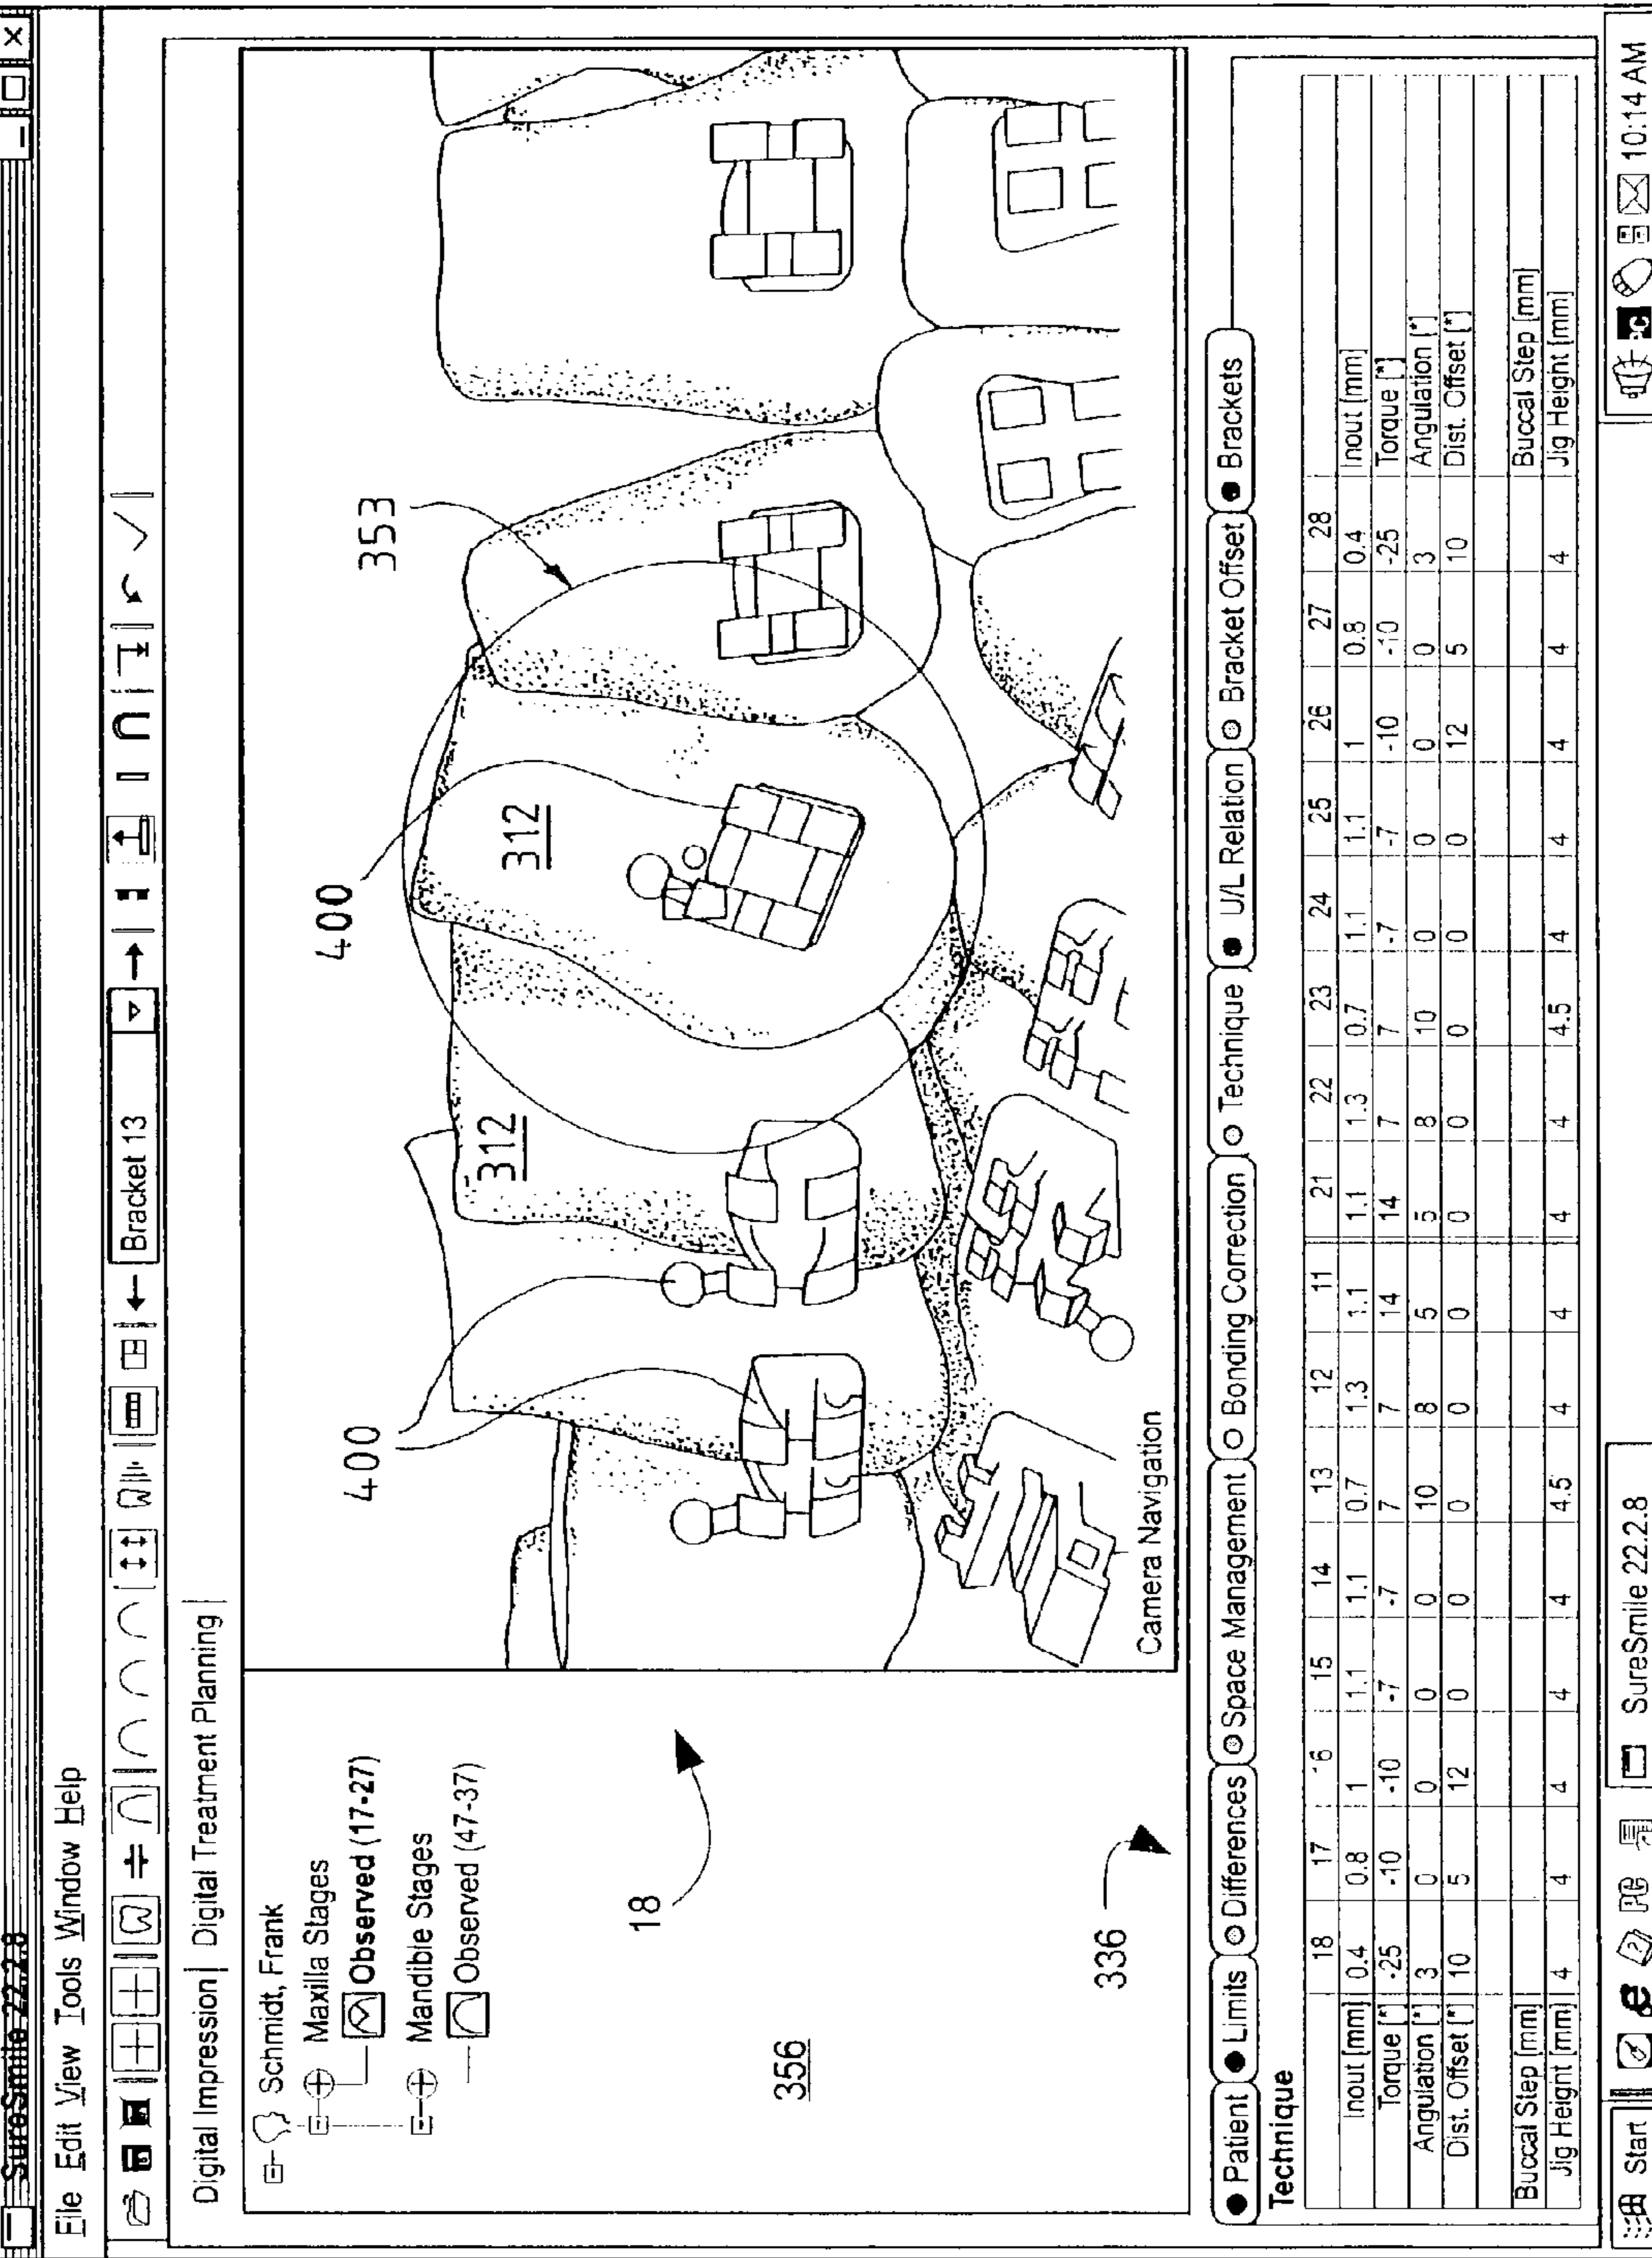 SureSmile 22.2.8
File Edit View Tools Window Help
Bracket 13
Digital Impression Digital Treatment Planning
Schmidt, Frank
Maxilla Stages
Observed (17-27)
Mandible Stages
Observed (47-37)
18
356
336
400
400
353
312
312
Camera Navigation
Patient Limits Differences Space Management Bonding Correction Technique U/L Relation Bracket Offset Brackets
Technique
18 17 16 15 14 13 12 11 21 22 23 24 25 26 27 28
Inout [mm] 0.4 0.8 1 1.1 1.1 0.7 1.3 1.1 1.1 1.3 0.7 1.1 1.1 1 0.8 0.4 Inout [mm]
Torque [*] -25 -10 -10 -7 -7 7 7 14 14 7 7 -7 -7 -10 -10 -25 Torque [*]
Angulation [*] 3 0 0 0 0 10 8 5 5 8 10 0 0 0 0 3 Angulation [*]
Dist. Offset [*] 10 5 12 0 0 0 0 0 0 0 0 0 0 12 5 10 Dist. Offset [*]
Buccal Step [mm] Buccal Step [mm]
Jig Height [mm] 4 4 4 4 4 4.5 4 4 4 4 4.5 4 4 4 4 4 Jig Height [mm]
Start SureSmile 22.2.8 10:14 AM